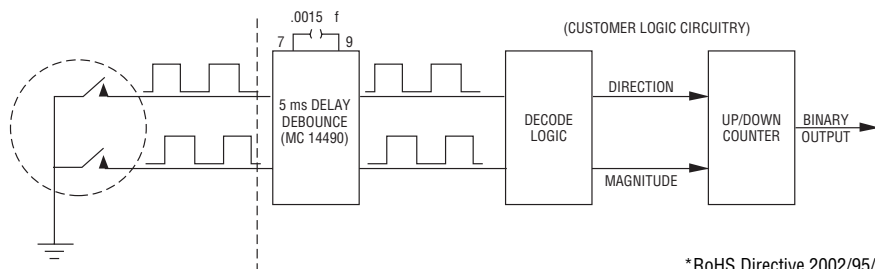 .0015 f
7 9
(CUSTOMER LOGIC CIRCUITRY)
5 ms DELAY
DEBOUNCE
(MC 14490)
DECODE
LOGIC
DIRECTION
MAGNITUDE
UP/DOWN
COUNTER
BINARY
OUTPUT
*RoHS Directive 2002/95/